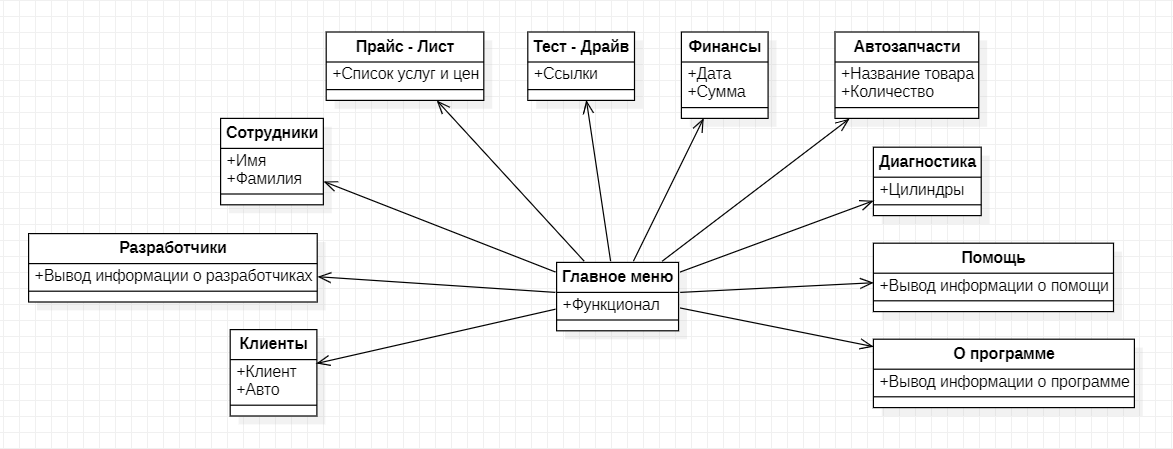 Прайс - Лист
+Список услуг и цен
Тест - Драйв
+Ссылки
Финансы
+Дата
+Сумма
Автозапчасти
+Название товара
+Количество
Сотрудники
+Имя
+Фамилия
Диагностика
+Цилиндры
Разработчики
+Вывод информации о разработчиках
Главное меню
+Функционал
Помощь
+Вывод информации о помощи
Клиенты
+Клиент
+Авто
О программе
+Вывод информации о программе